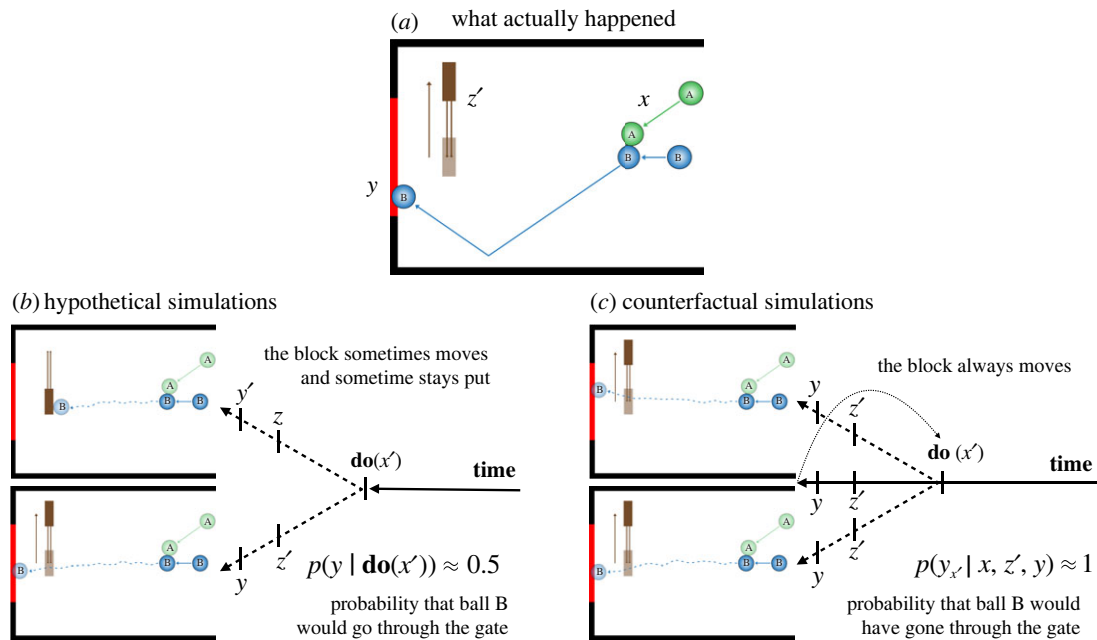 (a) what actually happened
z′
x
A
A
B
B
y
B
(b) hypothetical simulations
the block sometimes moves
and sometime stays put
A
A
B
B
B
y′
z
do(x′)
time
A
A
B
B
B
z′
y
p(y | do(x′)) ≈ 0.5
probability that ball B
would go through the gate
(c) counterfactual simulations
the block always moves
A
A
B
B
B
y
z′
do (x′)
time
y
z′
A
A
B
B
B
z′
y
p(yx′ | x, z′, y) ≈ 1
probability that ball B would
have gone through the gate